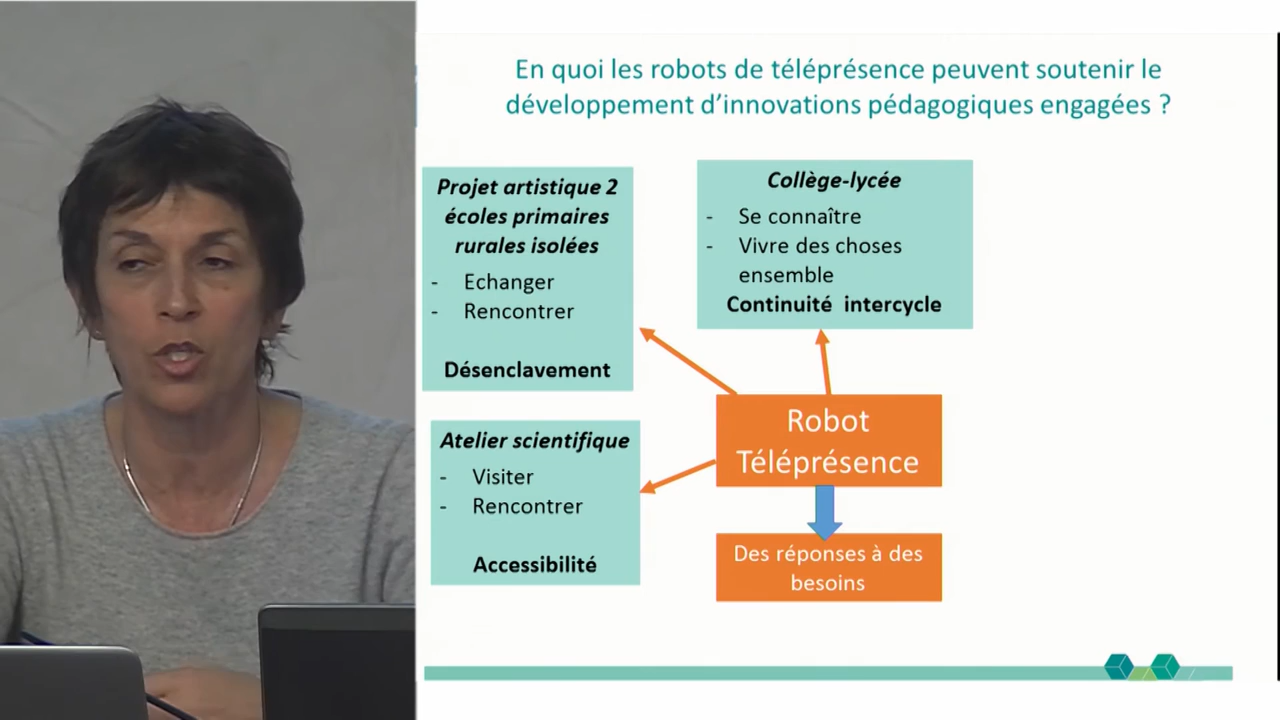 En quoi les robots de téléprésence peuvent soutenir le
développement d'innovations pédagogiques engagées ?
Projet artistique 2
écoles primaires
rurales isolées
- Echanger
- Rencontrer
Désenclavement
Collège-lycée
- Se connaître
- Vivre des choses
ensemble
Continuité intercycle
Atelier scientifique
- Visiter
- Rencontrer
Accessibilité
Robot
Téléprésence
Des réponses à des
besoins